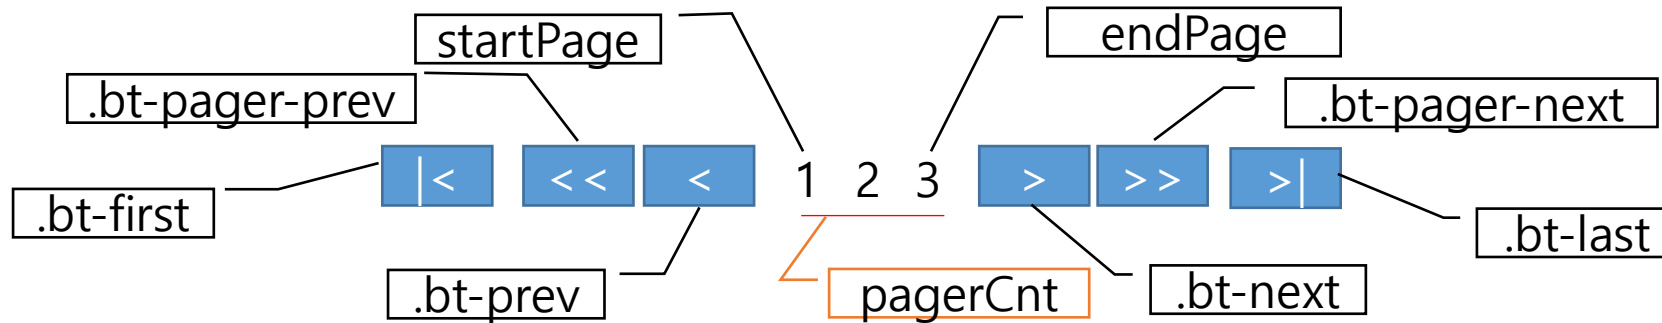 startPage
endPage
.bt-pager-prev
.bt-pager-next
|< << < 1 2 3 > >> >|
.bt-first
.bt-last
.bt-prev
pagerCnt
.bt-next